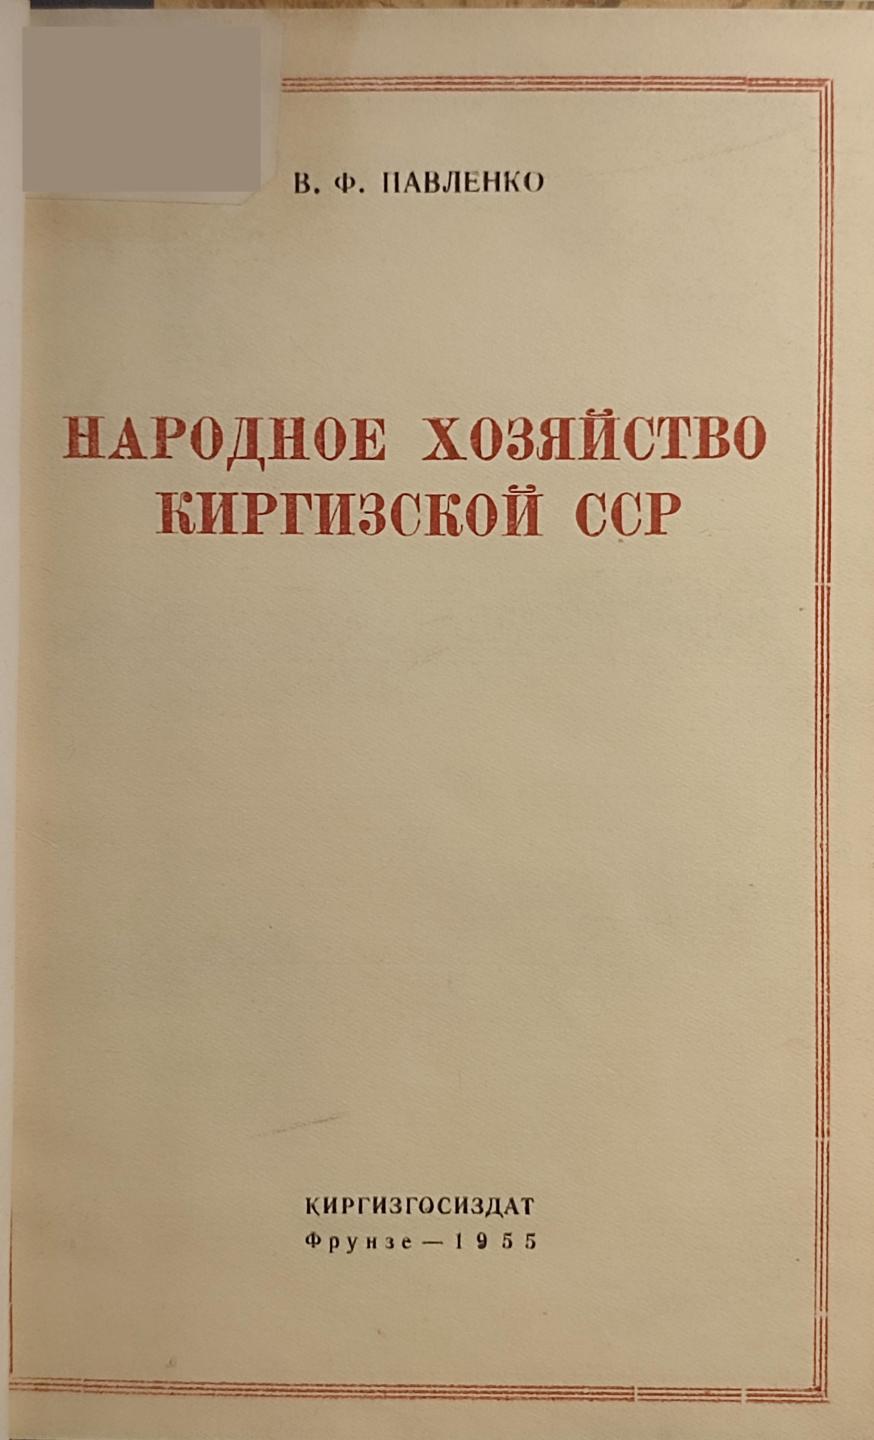 В. Ф. ПАВЛЕНКО
НАРОДНОЕ ХОЗЯЙСТВО
КИРГИЗСКОЙ ССР
КИРГИЗГОСИЗДАТ
Фрунзе — 1955